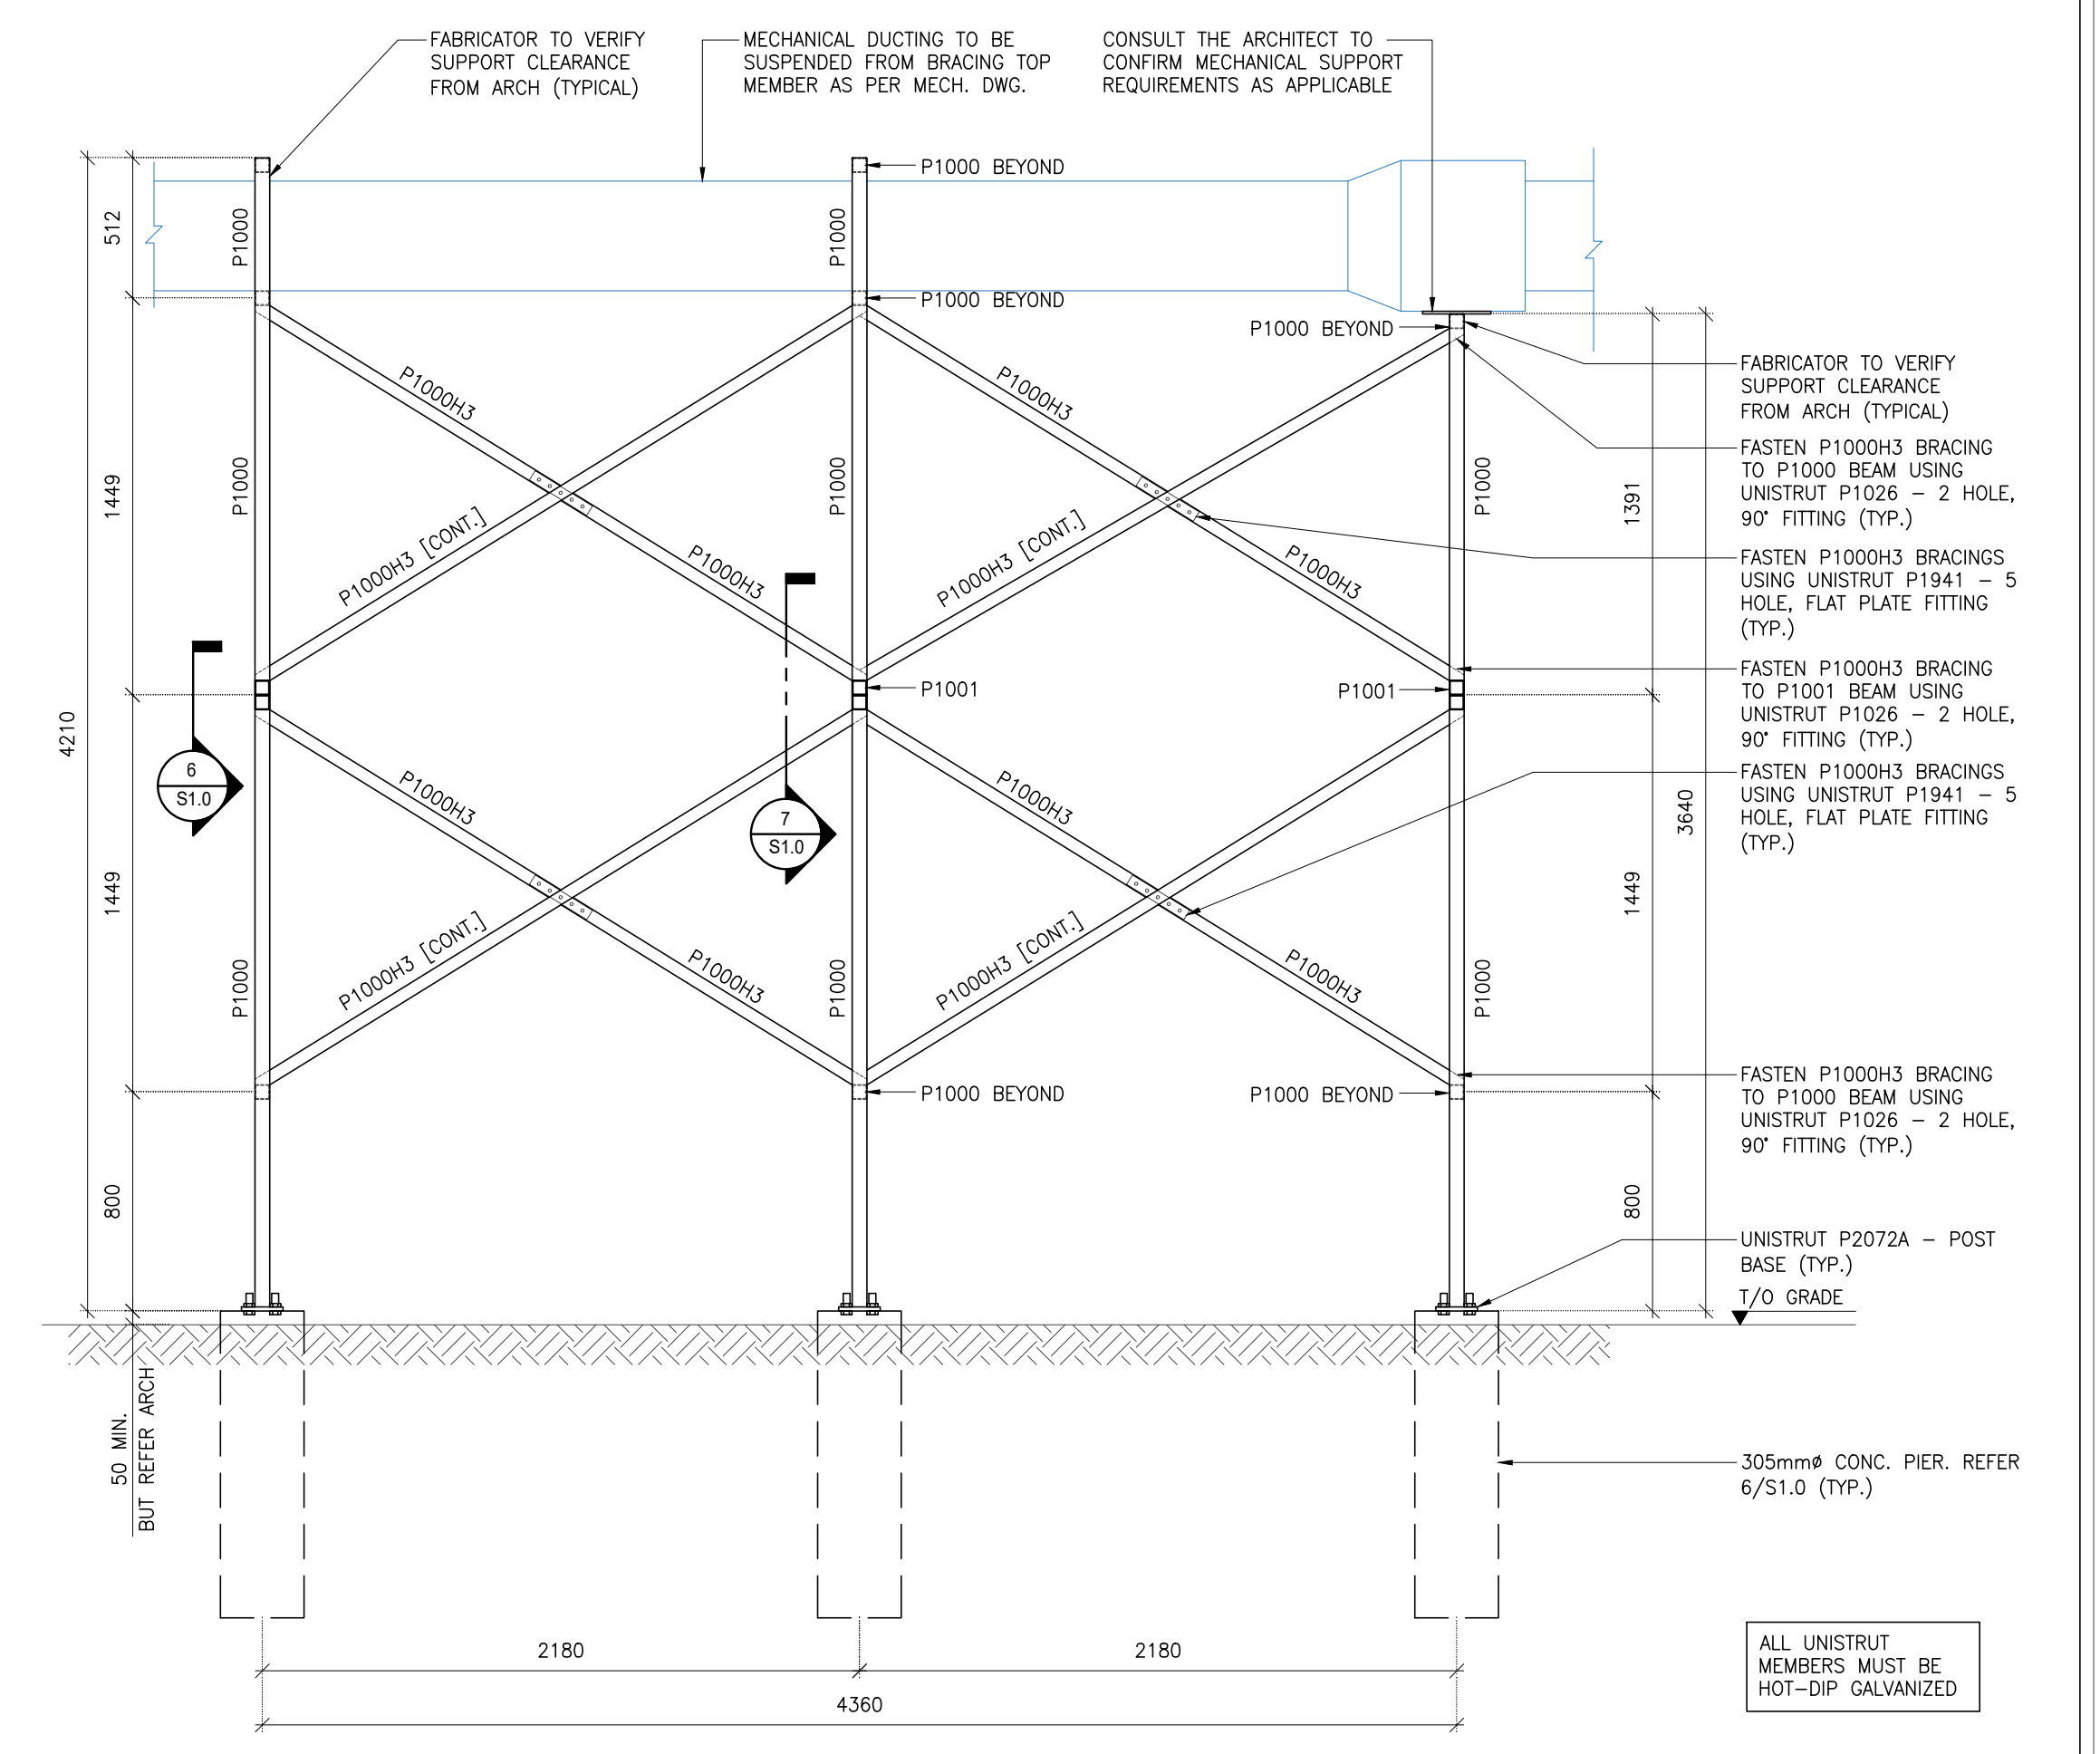 FABRICATOR TO VERIFY
SUPPORT CLEARANCE
FROM ARCH (TYPICAL)
MECHANICAL DUCTING TO BE
SUSPENDED FROM BRACING TOP
MEMBER AS PER MECH. DWG.
CONSULT THE ARCHITECT TO
CONFIRM MECHANICAL SUPPORT
REQUIREMENTS AS APPLICABLE
P1000 BEYOND
512
P1000
P1000
P1000 BEYOND
P1000 BEYOND
FABRICATOR TO VERIFY
SUPPORT CLEARANCE
FROM ARCH (TYPICAL)
P1000H3
P1000H3
FASTEN P1000H3 BRACING
TO P1000 BEAM USING
UNISTRUT P1026 – 2 HOLE,
90° FITTING (TYP.)
1449
P1000
P1000
P1000
1391
P1000H3 [CONT.]
P1000H3
P1000H3 [CONT.]
P1000H3
FASTEN P1000H3 BRACINGS
USING UNISTRUT P1941 – 5
HOLE, FLAT PLATE FITTING
(TYP.)
FASTEN P1000H3 BRACING
TO P1001 BEAM USING
UNISTRUT P1026 – 2 HOLE,
90° FITTING (TYP.)
P1001
P1001
4210
6
S1.0
7
S1.0
P1000H3
P1000H3
FASTEN P1000H3 BRACINGS
USING UNISTRUT P1941 – 5
HOLE, FLAT PLATE FITTING
(TYP.)
3640
1449
1449
P1000H3 [CONT.]
P1000H3
P1000H3 [CONT.]
P1000H3
P1000
P1000
P1000
P1000 BEYOND
P1000 BEYOND
FASTEN P1000H3 BRACING
TO P1000 BEAM USING
UNISTRUT P1026 – 2 HOLE,
90° FITTING (TYP.)
800
800
UNISTRUT P2072A – POST
BASE (TYP.)
T/O GRADE
50 MIN.
BUT REFER ARCH
305mmø CONC. PIER. REFER
6/S1.0 (TYP.)
2180
2180
4360
ALL UNISTRUT
MEMBERS MUST BE
HOT–DIP GALVANIZED